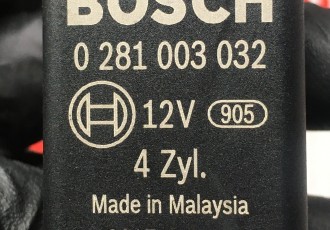 BOSCH
0 281 003 032
12V 905
4 Zyl.
Made in Malaysia